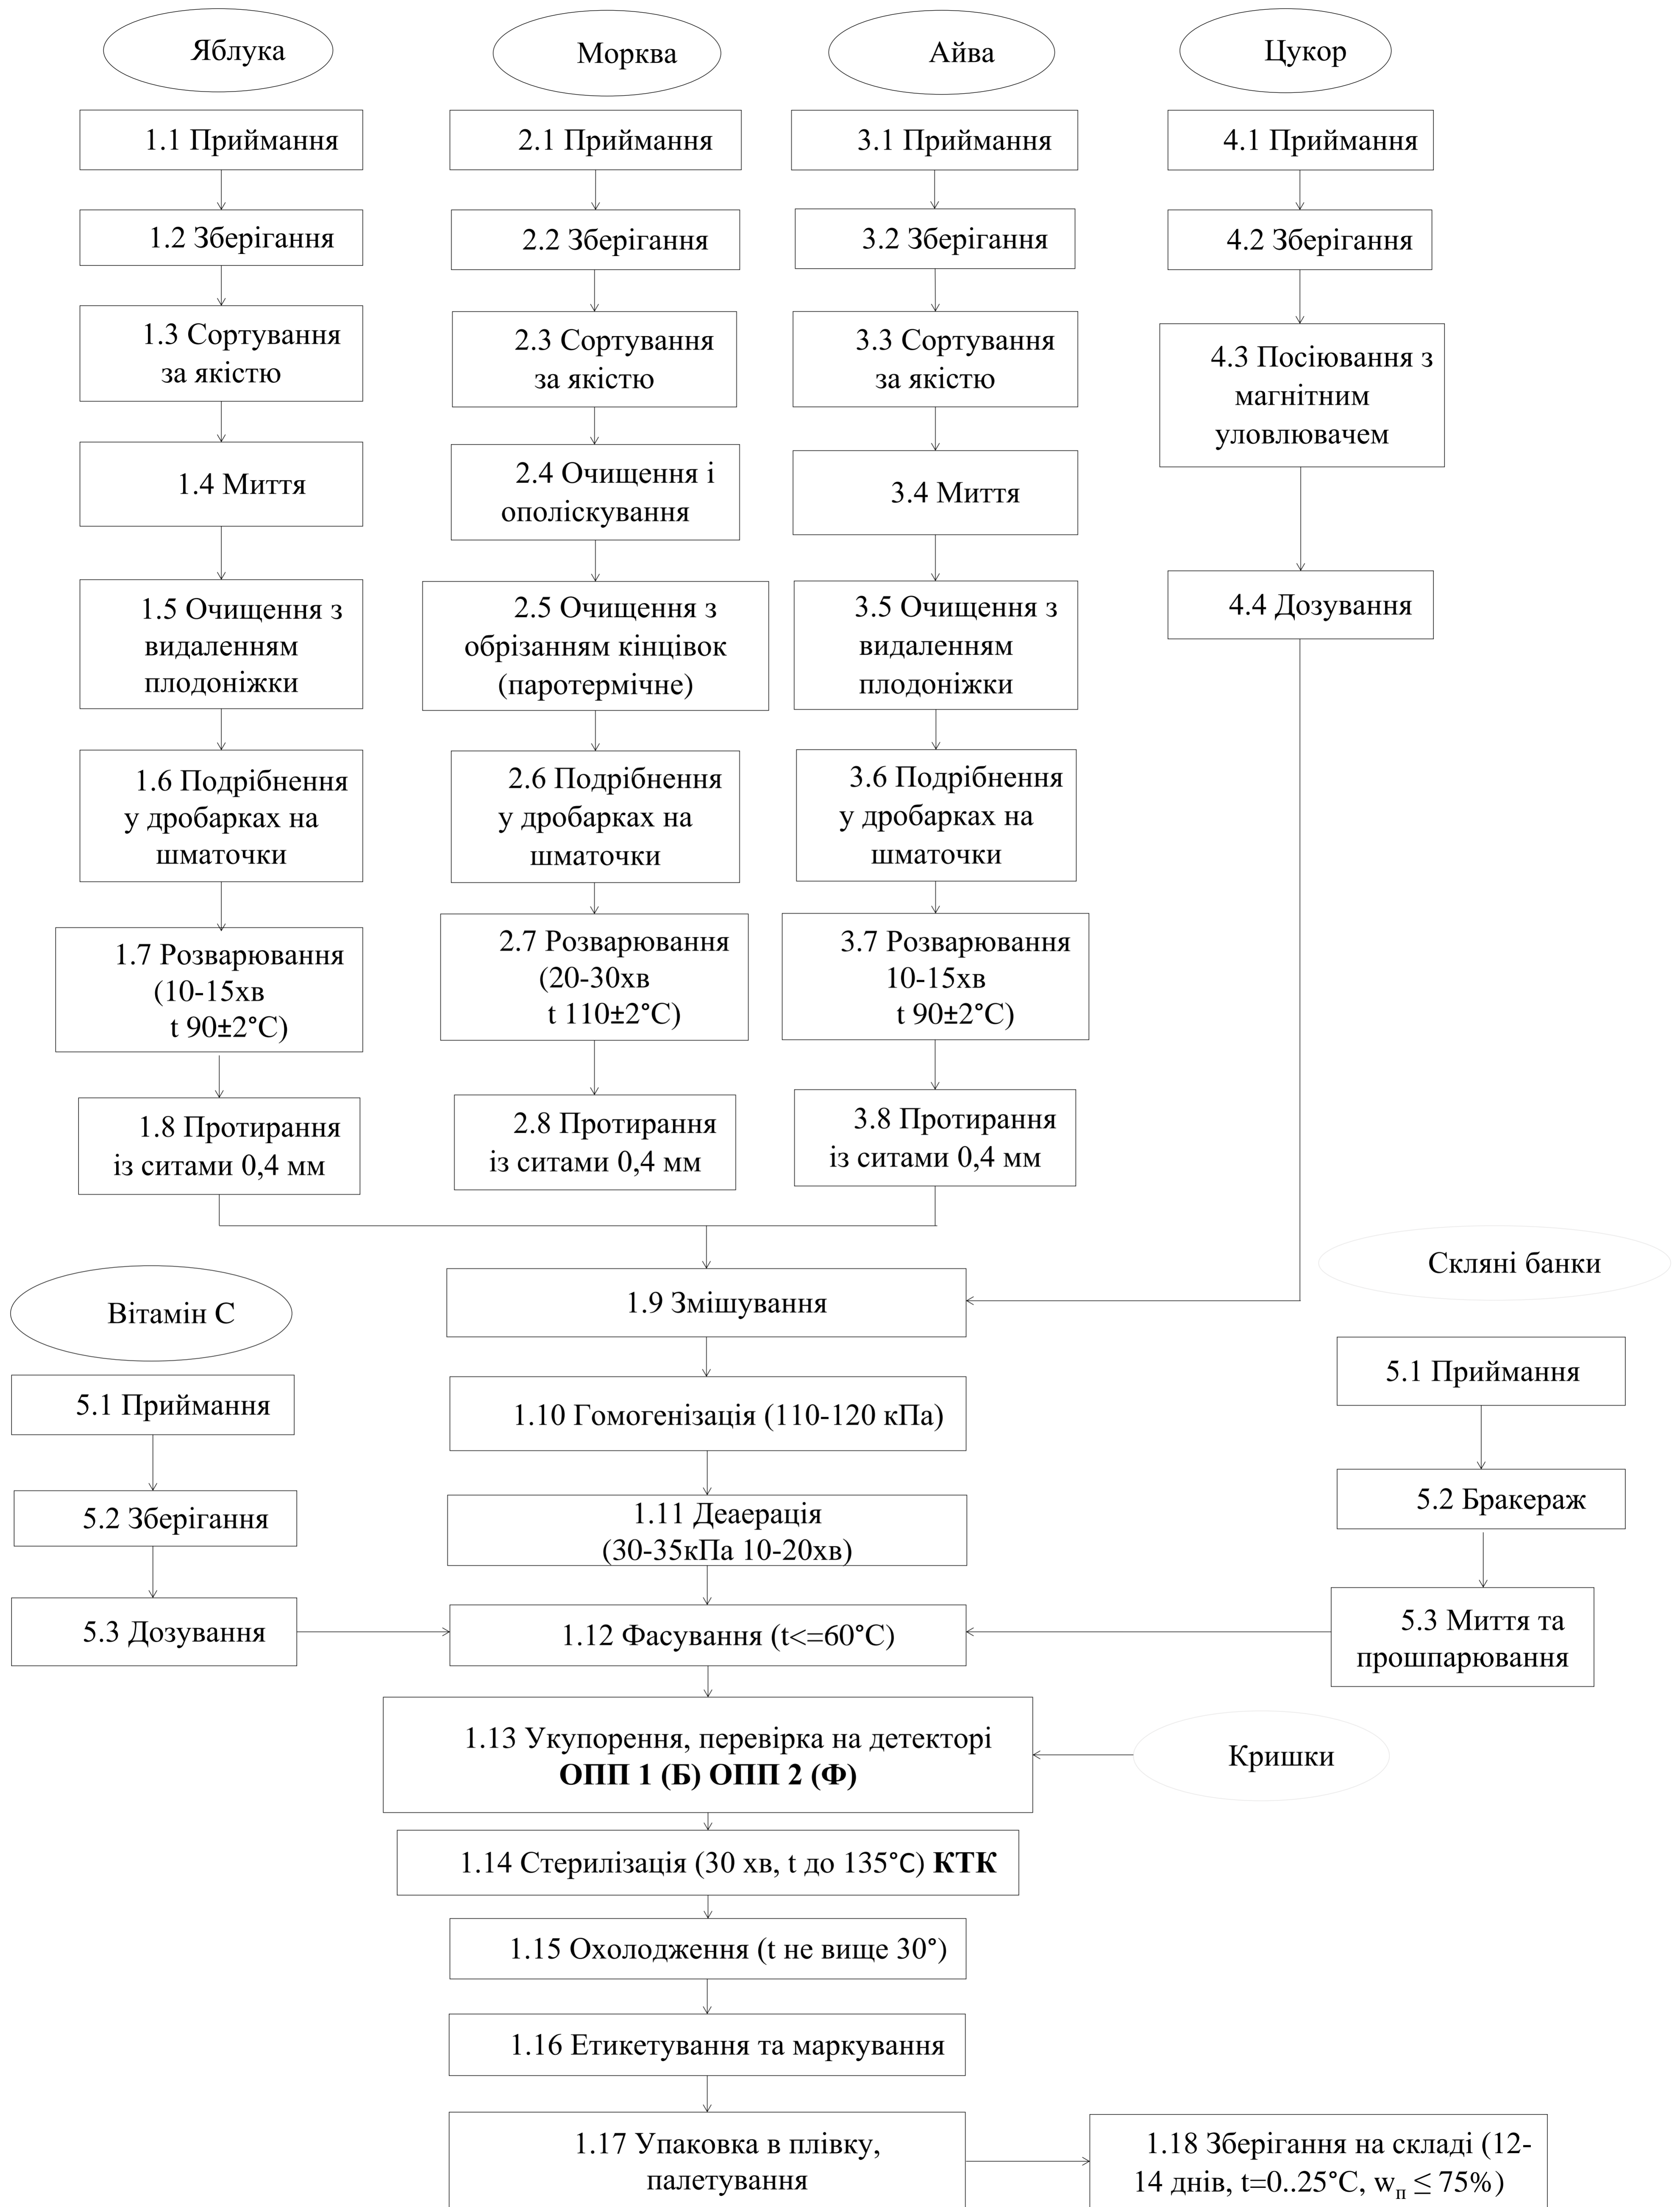 Яблука
Морква
Айва
Цукор
1.1 Приймання
2.1 Приймання
3.1 Приймання
4.1 Приймання
1.2 Зберігання
2.2 Зберігання
3.2 Зберігання
4.2 Зберігання
1.3 Сортування
за якістю
2.3 Сортування
за якістю
3.3 Сортування
за якістю
4.3 Посіювання з
магнітним
уловлювачем
1.4 Миття
2.4 Очищення і
ополіскування
3.4 Миття
1.5 Очищення з
видаленням
плодоніжки
2.5 Очищення з
обрізанням кінцівок
(паротермічне)
3.5 Очищення з
видаленням
плодоніжки
4.4 Дозування
1.6 Подрібнення
у дробарках на
шматочки
2.6 Подрібнення
у дробарках на
шматочки
3.6 Подрібнення
у дробарках на
шматочки
1.7 Розварювання
(10-15хв
t 90±2°С)
2.7 Розварювання
(20-30хв
t 110±2°С)
3.7 Розварювання
10-15хв
t 90±2°С)
1.8 Протирання
із ситами 0,4 мм
2.8 Протирання
із ситами 0,4 мм
3.8 Протирання
із ситами 0,4 мм
Вітамін С
1.9 Змішування
Скляні банки
5.1 Приймання
1.10 Гомогенізація (110-120 кПа)
5.1 Приймання
5.2 Зберігання
1.11 Деаерація
(30-35кПа 10-20хв)
5.2 Бракераж
5.3 Дозування
1.12 Фасування (t<=60°С)
5.3 Миття та
прошпарювання
1.13 Укупорення, перевірка на детекторі
ОПП 1 (Б) ОПП 2 (Ф)
Кришки
1.14 Стерилізація (30 хв, t до 135°С) КТК
1.15 Охолодження (t не вище 30°)
1.16 Етикетування та маркування
1.17 Упаковка в плівку,
палетування
1.18 Зберігання на складі (12-
14 днів, t=0..25°С, wп ≤ 75%)